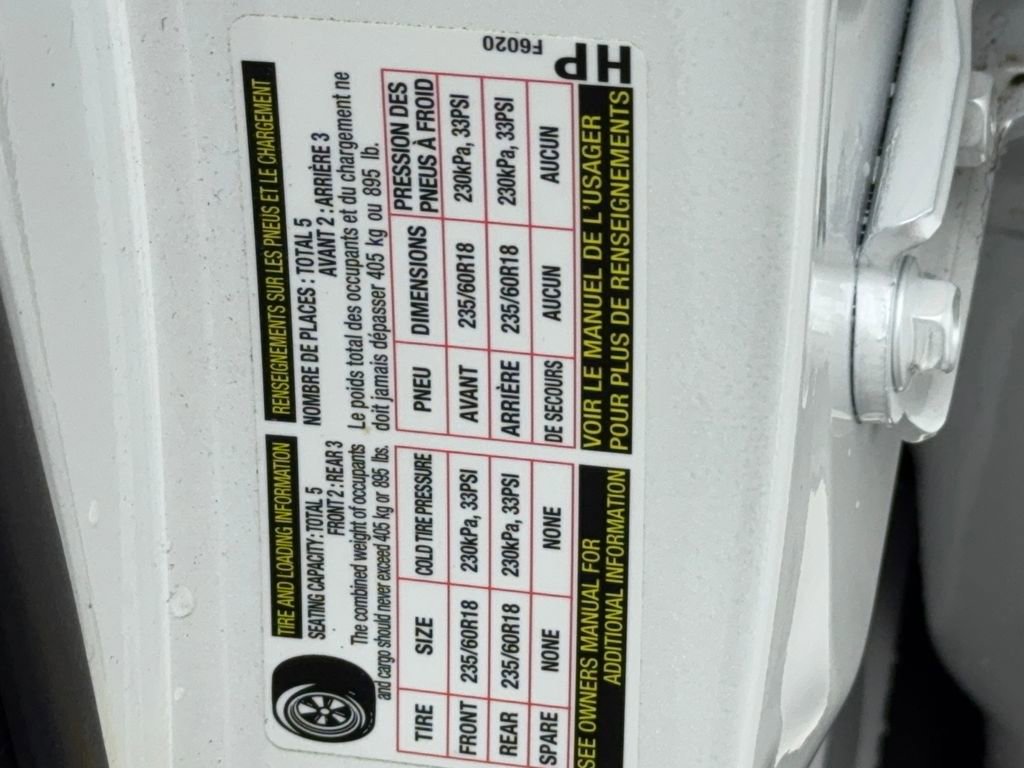 TIRE AND LOADING INFORMATION
SEATING CAPACITY: TOTAL 5
FRONT 2 : REAR 3
The combined weight of occupants
and cargo should never exceed 405 kg or 895 lbs.
TIRE SIZE COLD TIRE PRESSURE
FRONT 235/60R18 230kPa, 33PSI
REAR 235/60R18 230kPa, 33PSI
SPARE NONE NONE
SEE OWNERS MANUAL FOR
ADDITIONAL INFORMATION
RENSEIGNEMENTS SUR LES PNEUS ET LE CHARGEMENT
NOMBRE DE PLACES : TOTAL 5
AVANT 2 : ARRIÈRE 3
Le poids total des occupants et du chargement ne
doit jamais dépasser 405 kg ou 895 lb.
PNEU DIMENSIONS PRESSION DES
PNEUS À FROID
AVANT 235/60R18 230kPa, 33PSI
ARRIÈRE 235/60R18 230kPa, 33PSI
DE SECOURS AUCUN AUCUN
VOIR LE MANUEL DE L'USAGER
POUR PLUS DE RENSEIGNEMENTS
F6020
HP